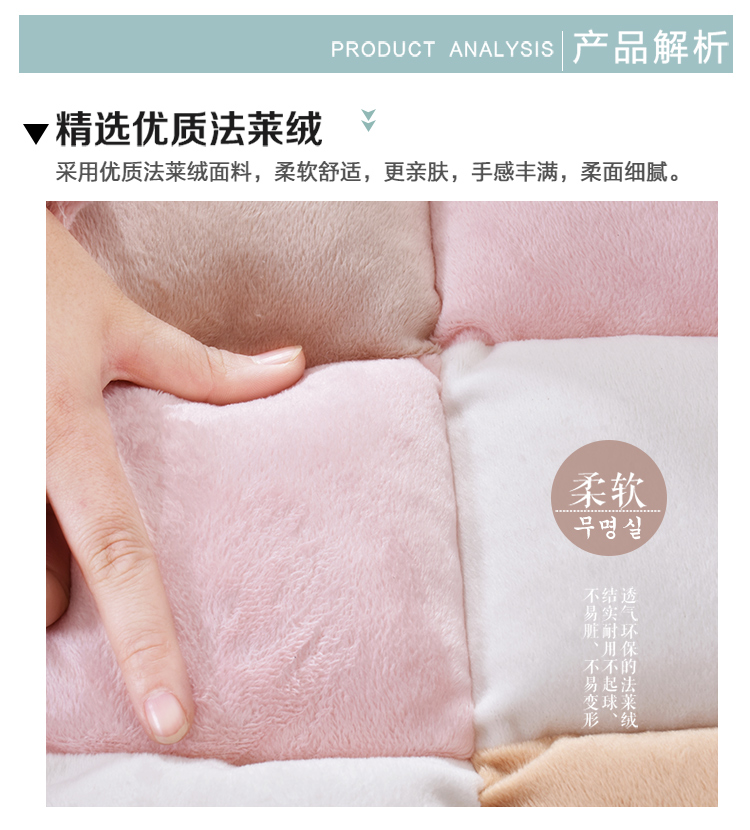 PRODUCT ANALYSIS 产品解析
精选优质法莱绒
采用优质法莱绒面料，柔软舒适，更亲肤，手感丰满，柔面细腻。
柔软
무명실
透气环保的法莱绒
结实耐用不起球、
不易脏、不易变形